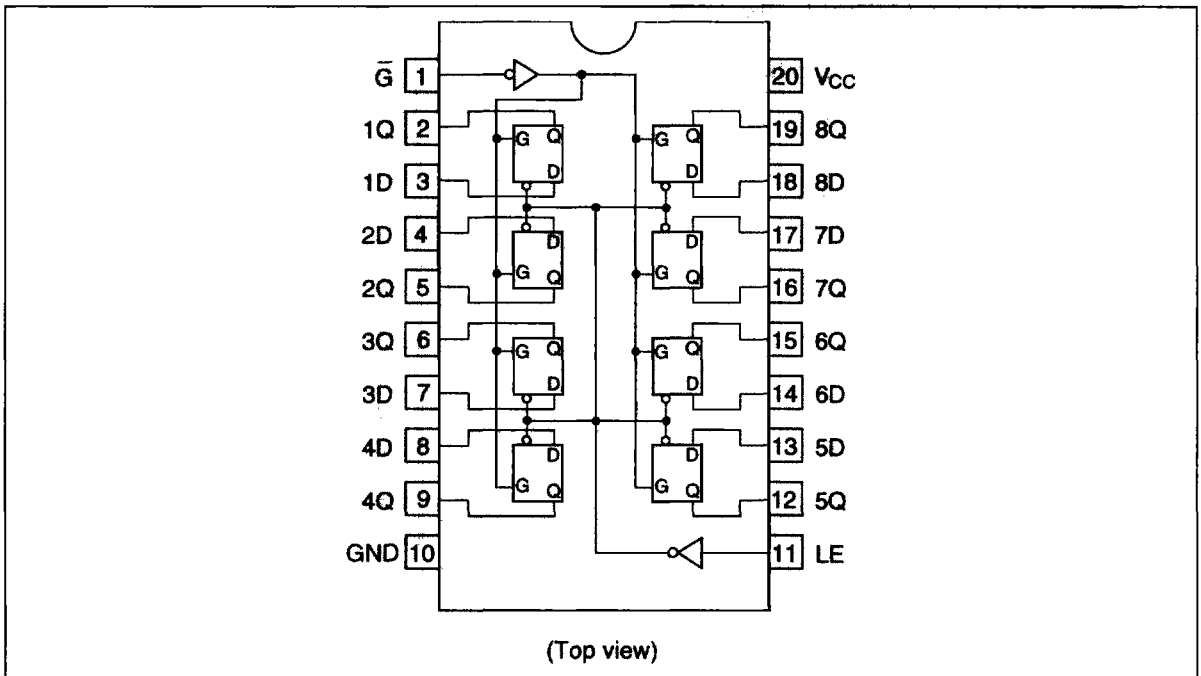 G̅ 1 20 VCC
1Q 2 G Q G Q 19 8Q
1D 3 D D 18 8D
2D 4 D D 17 7D
2Q 5 G Q G Q 16 7Q
3Q 6 G Q G Q 15 6Q
3D 7 D D 14 6D
4D 8 D D 13 5D
4Q 9 G Q G Q 12 5Q
GND 10 11 LE
(Top view)